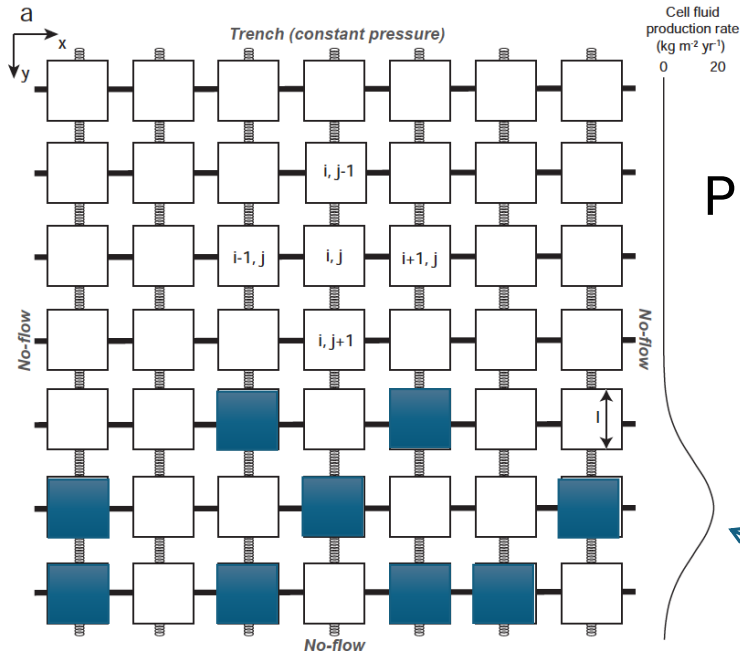 a
x
y
Trench (constant pressure)
Cell fluid
production rate
(kg m⁻² yr⁻¹)
0 20
P
i, j-1
i-1, j
i, j
i+1, j
i, j+1
No-flow
No-flow
l
No-flow